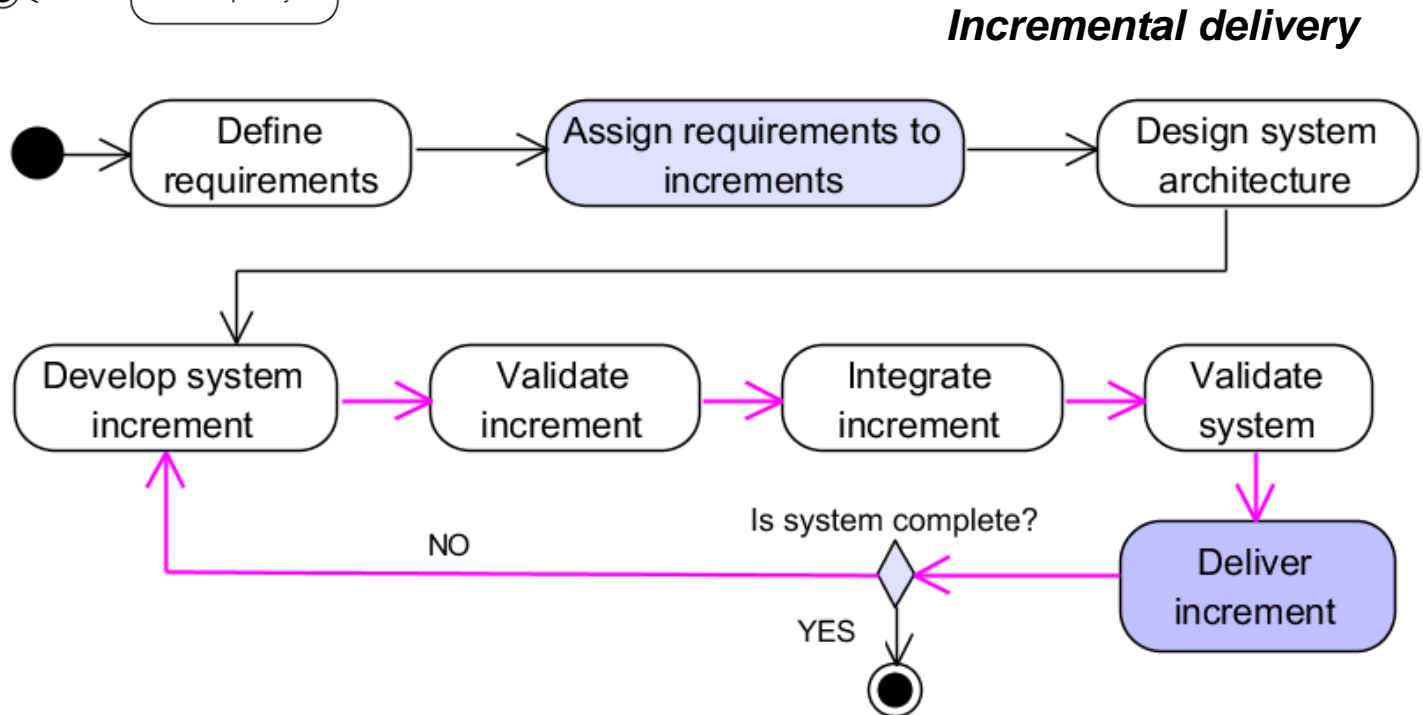 Incremental delivery
Define
requirements
Assign requirements to
increments
Design system
architecture
Develop system
increment
Validate
increment
Integrate
increment
Validate
system
Is system complete?
NO
Deliver
increment
YES